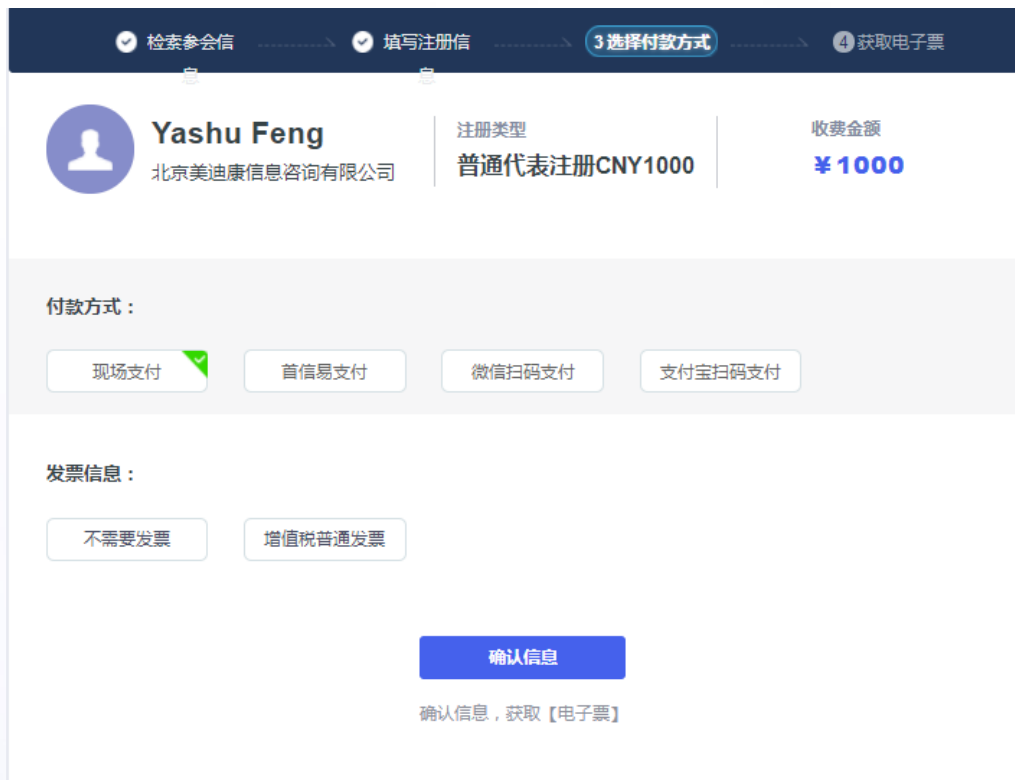 检索参会信息
填写注册信息
3 选择付款方式
4 获取电子票
Yashu Feng
北京美迪康信息咨询有限公司
注册类型
普通代表注册CNY1000
收费金额
￥1000
付款方式：
现场支付
首信易支付
微信扫码支付
支付宝扫码支付
发票信息：
不需要发票
增值税普通发票
确认信息
确认信息，获取【电子票】